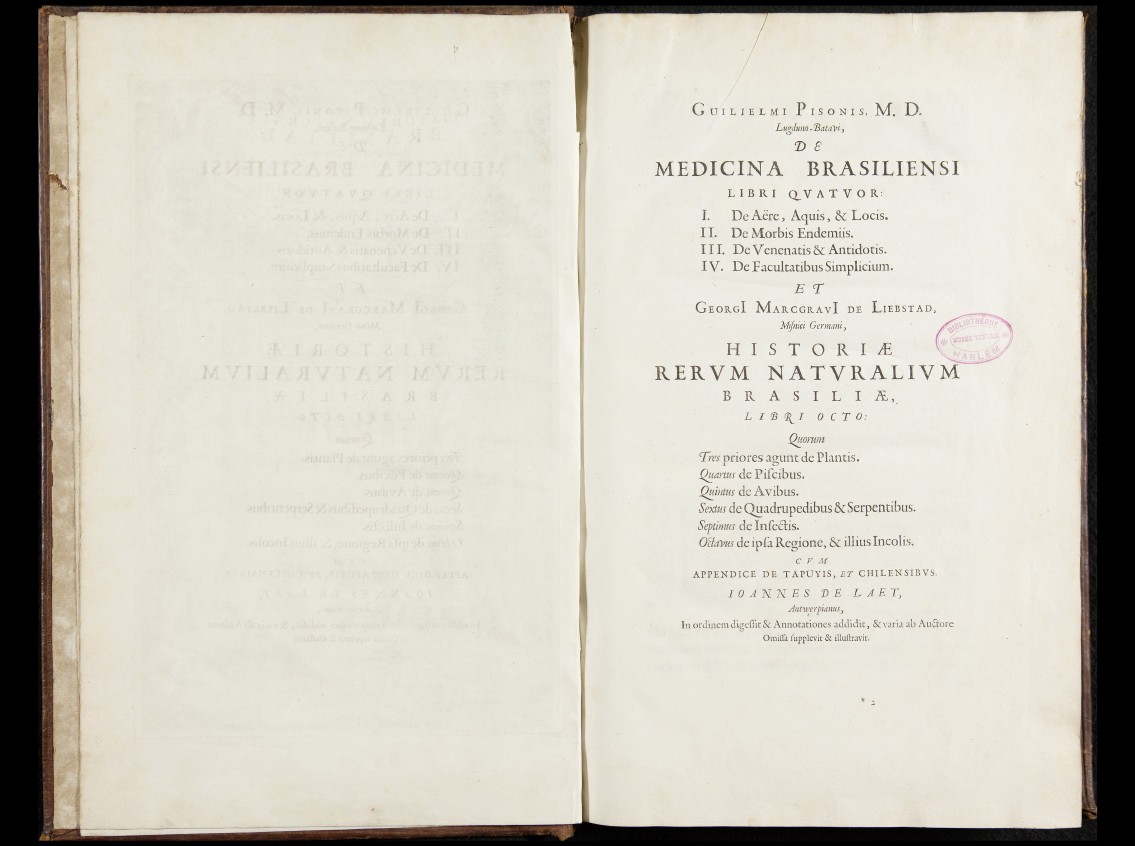 GUILIELMI PISONIS, M. D.
Lugduno-Batavi,
DE
MEDICINA BRASILIENSI
LIBRI QVATVOR:
I. De Aëre, Aquis, & Locis.
II. De Morbis Endemiis.
III. De Venenatis & Antidotis.
IV. De Facultatibus Simplicium.
ET
GEORGI MARCGRAVI DE LIEBSTAD,
Misnici Germani,
HISTORIÆ
RERVM NATVRALIVM
BRASILIÆ,
LIBRI OCTO:
Quorum
Tres priores agunt de Plantis.
Quartus de Piſcibus.
Quintus de Avibus.
Sextus de Quadrupedibus & Serpentibus.
Septimus de Inſectis.
Octavus de ipſa Regione, & illius Incolis.
CVM
APPENDICE DE TAPUYIS, ET CHILENSIBVS.
IOANNES DE LAET,
Antwerpianus,
In ordinem digeſſit & Annotationes addidit, & varia ab Auctore
Omiſſa ſupplevit & illuſtravit.
BIBLIOTHÈQUE
HARLEM
* 2